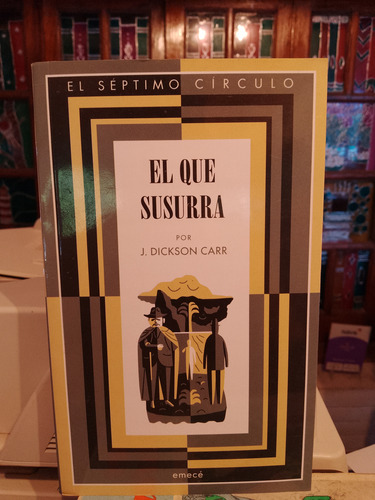 EL SÉPTIMO CÍRCULO
EL QUE
SUSURRA
POR
J. DICKSON CARR
emecé